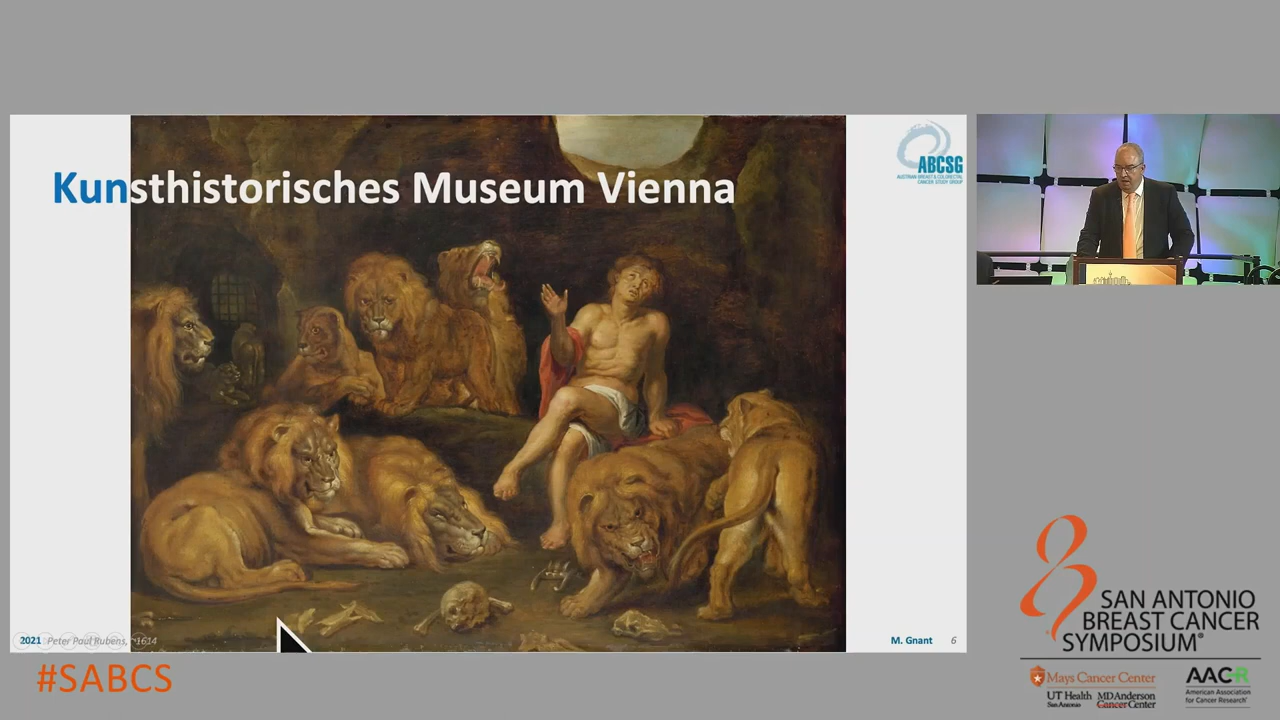 Kunsthistorisches Museum Vienna
ABCSG
AUSTRIAN BREAST & COLORECTAL
CANCER STUDY GROUP
2021 Peter Paul Rubens, ~1614
M. Gnant 6
#SABCS
SAN ANTONIO
BREAST CANCER
SYMPOSIUM®
Mays Cancer Center
UT Health
San Antonio
MD Anderson
Cancer Center
AACR
American Association
for Cancer Research®